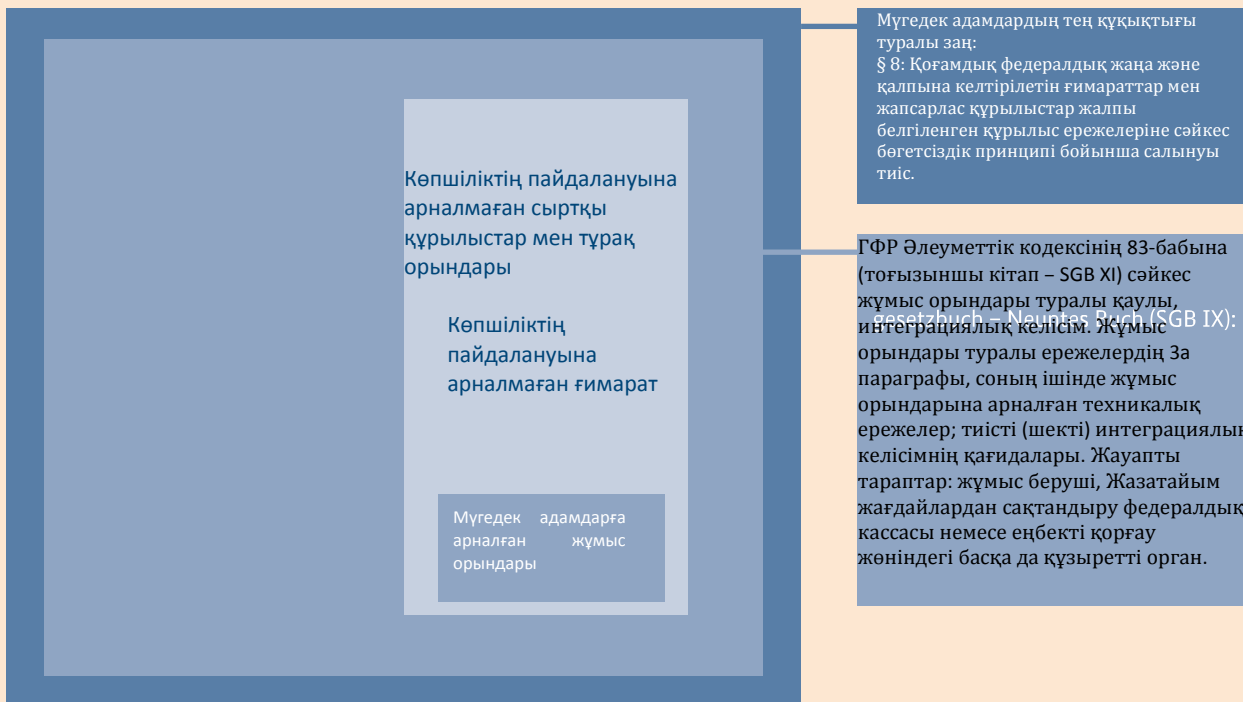 Мүгедек адамдардың тең құқықтығы
туралы заң:
§ 8: Қоғамдық федералдық жаңа және
қалпына келтірілетін ғимараттар мен
жапсарлас құрылыстар жалпы
белгіленген құрылыс ережелеріне сәйкес
бөгетсіздік принципі бойынша салынуы
тиіс.
Көпшіліктің пайдалануына
арналмаған сыртқы
құрылыстар мен тұрақ
орындары
Көпшіліктің
пайдалануына
арналмаған ғимарат
Мүгедек адамдарға
арналған жұмыс
орындары
ГФР Әлеуметтік кодексінің 83-бабына
(тоғызыншы кітап – SGB XI) сәйкес
жұмыс орындары туралы қаулы,
gesetzbuch – Neuntes Buch (SGB IX):
интеграциялық келісім. Жұмыс
орындары туралы ережелердің 3а
параграфы, соның ішінде жұмыс
орындарына арналған техникалық
ережелер; тиісті (шекті) интеграциялық
келісімнің қағидалары. Жауапты
тараптар: жұмыс беруші, Жазатайым
жағдайлардан сақтандыру федералдық
кассасы немесе еңбекті қорғау
жөніндегі басқа да құзыретті орган.